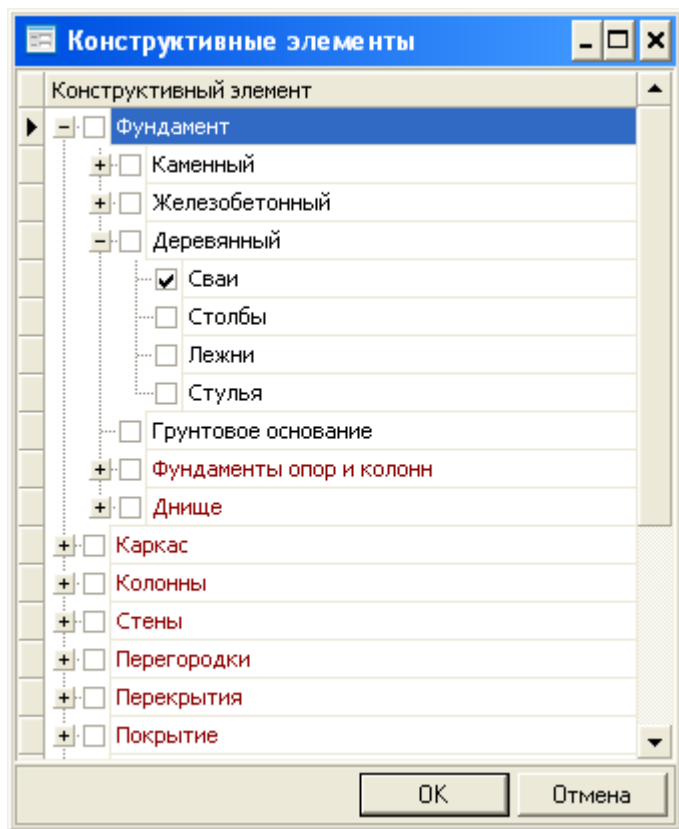 Конструктивные элементы
Конструктивный элемент
Фундамент
Каменный
Железобетонный
Деревянный
Сваи
Столбы
Лежни
Стулья
Грунтовое основание
Фундаменты опор и колонн
Днище
Каркас
Колонны
Стены
Перегородки
Перекрытия
Покрытие
OK Отмена